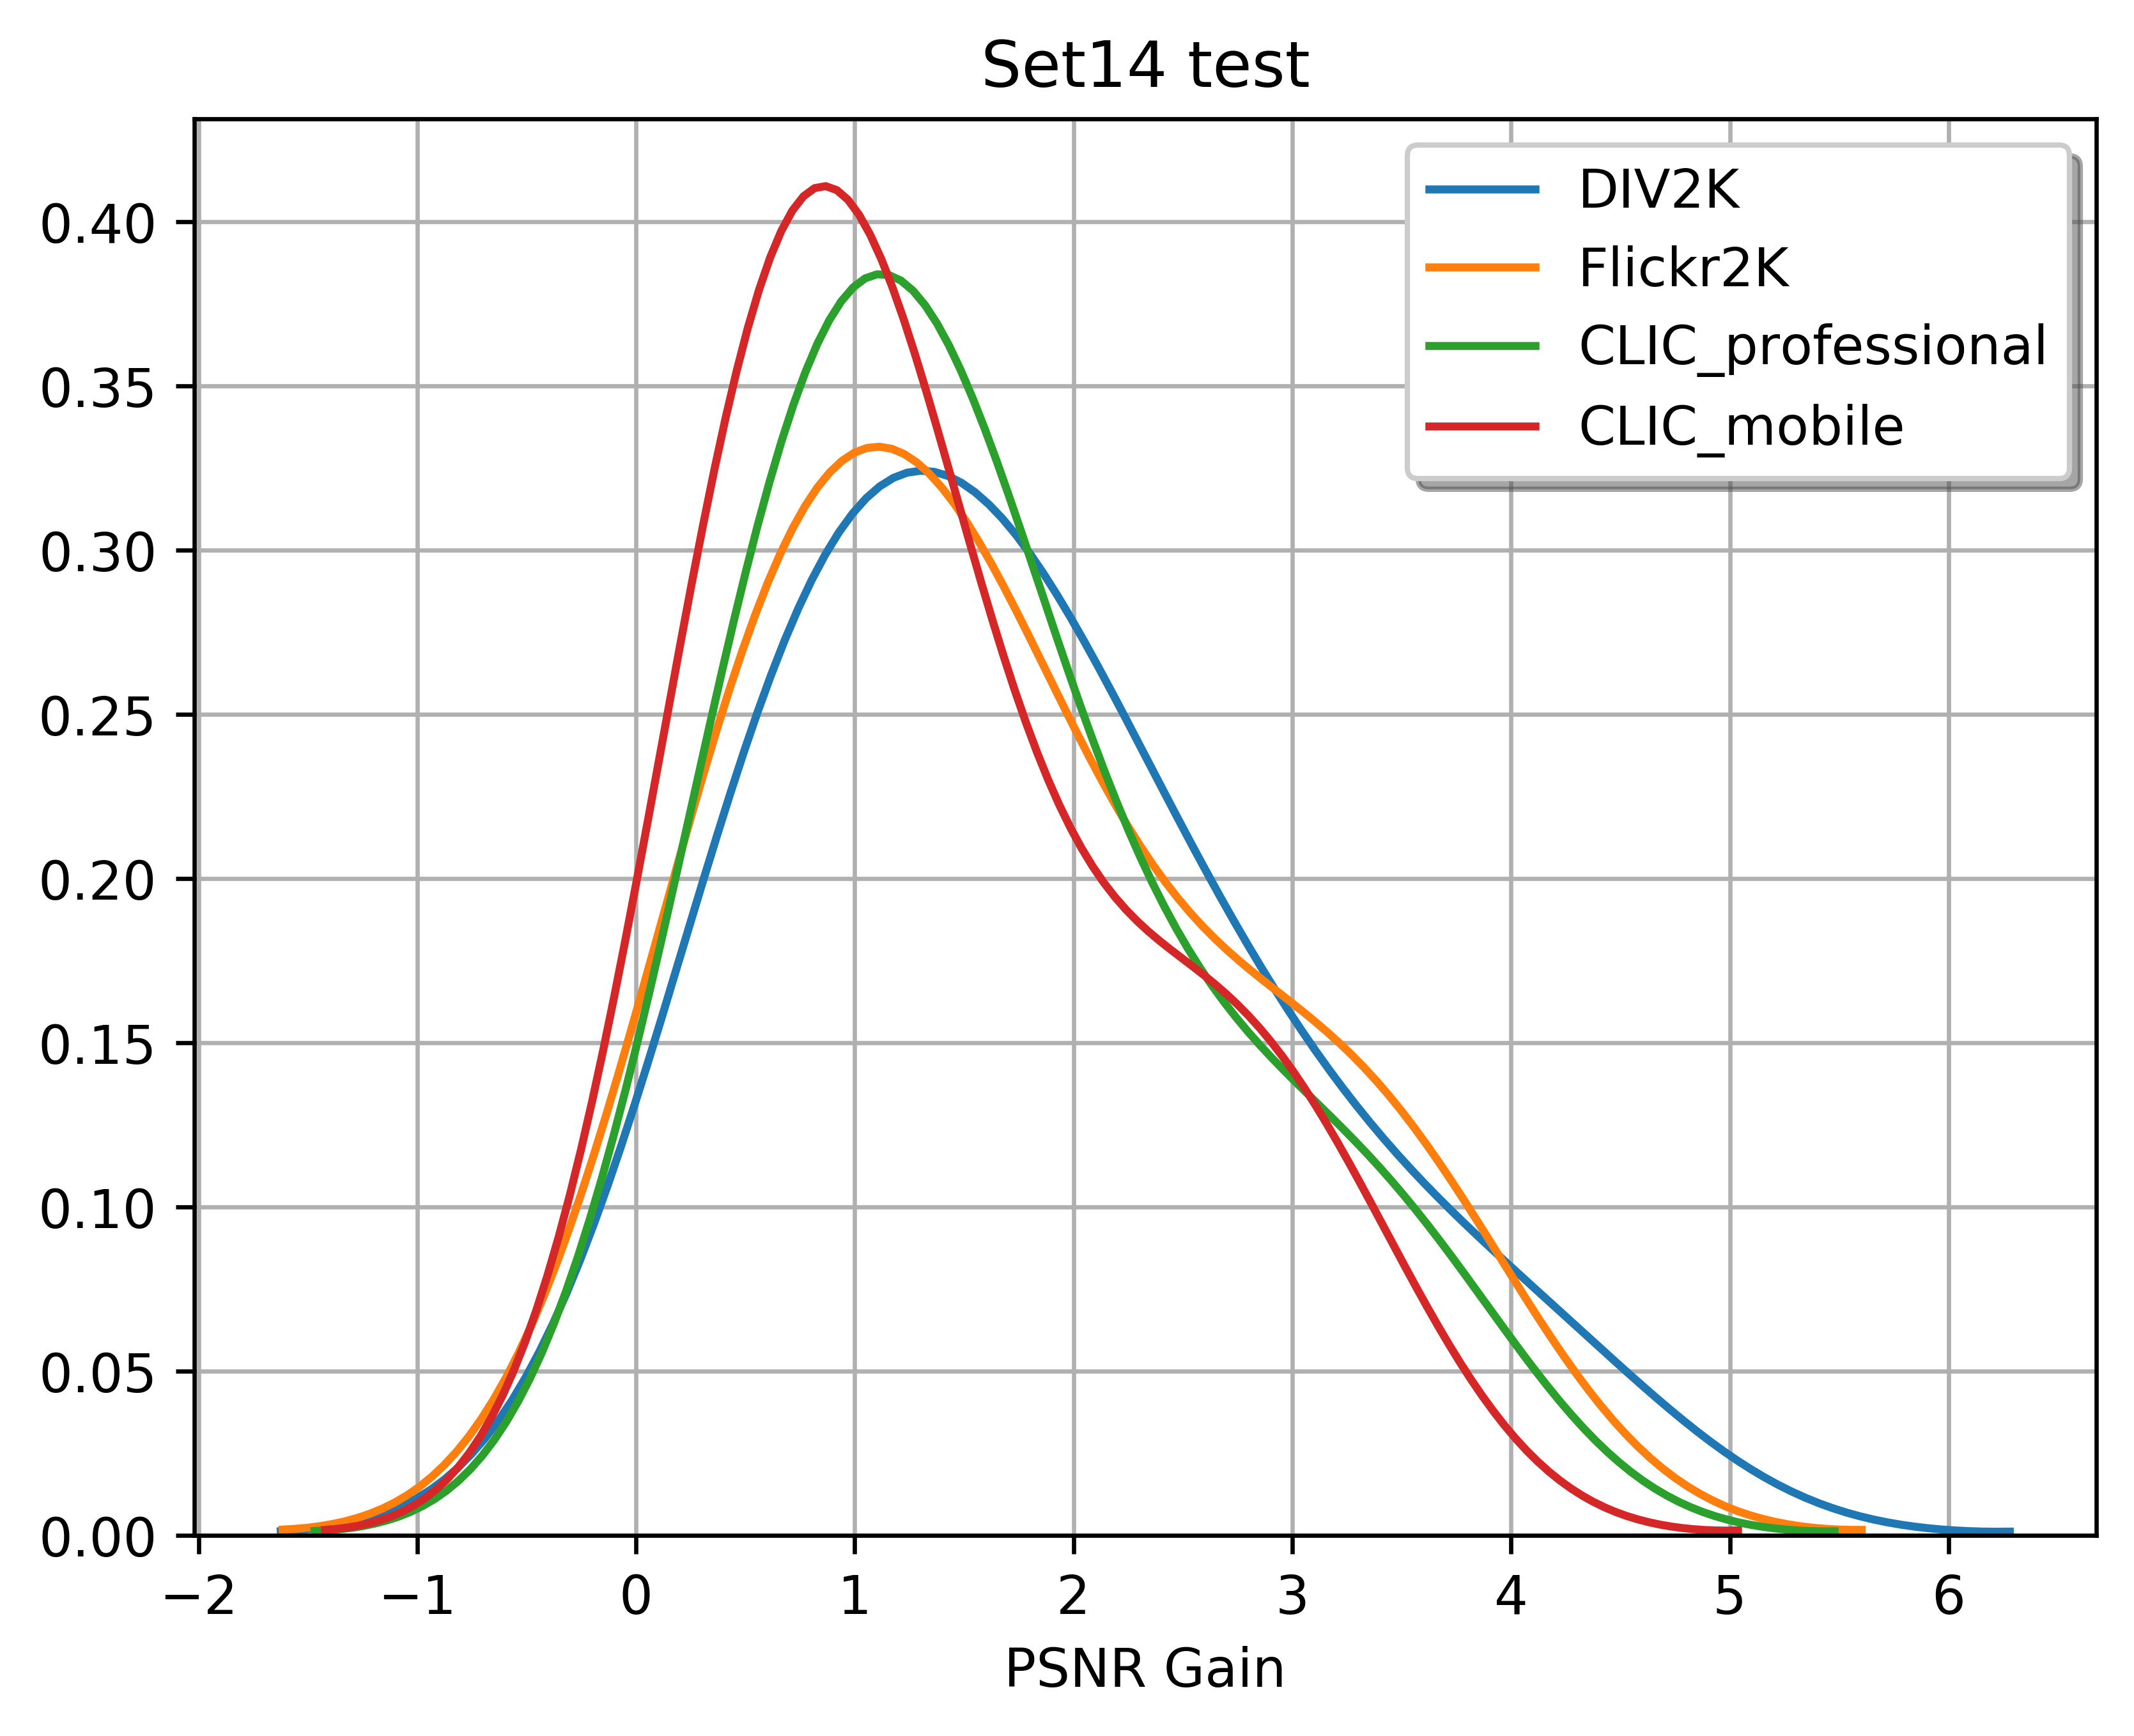 Set14 test
DIV2K
Flickr2K
CLIC_professional
CLIC_mobile
0.40
0.35
0.30
0.25
0.20
0.15
0.10
0.05
0.00
−2 −1 0 1 2 3 4 5 6
PSNR Gain